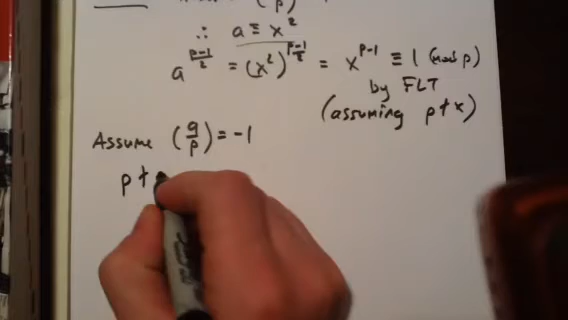 (—/p)
∴ a ≡ x²
a^((p-1)/2) = (x²)^((p-1)/2) = x^(p-1) ≡ 1 (mod p)
by FLT
(assuming p∤x)
Assume (a/p) = -1
p∤